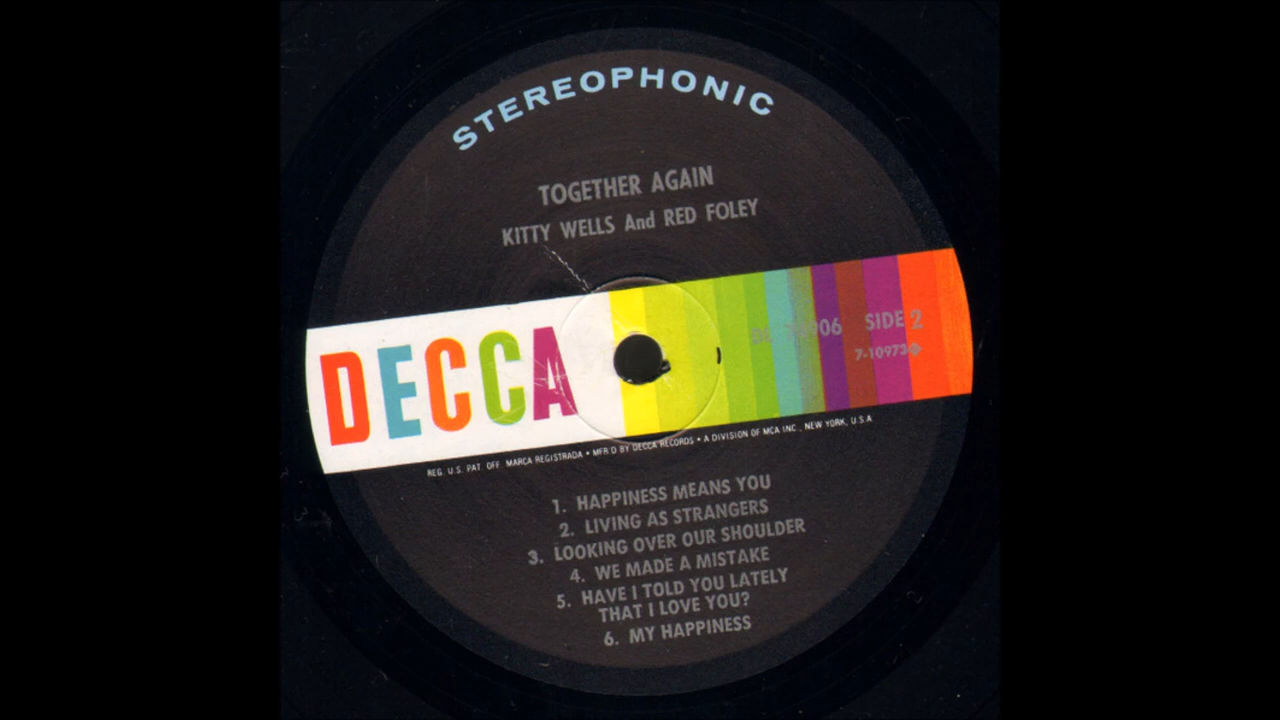 STEREOPHONIC
TOGETHER AGAIN
KITTY WELLS And RED FOLEY
DECCA
SIDE 2
7-10973
REG. U.S. PAT. OFF. MARCA REGISTRADA • MFR'D BY DECCA RECORDS • A DIVISION OF MCA INC., NEW YORK, U.S.A
1. HAPPINESS MEANS YOU
2. LIVING AS STRANGERS
3. LOOKING OVER OUR SHOULDER
4. WE MADE A MISTAKE
5. HAVE I TOLD YOU LATELY
THAT I LOVE YOU?
6. MY HAPPINESS